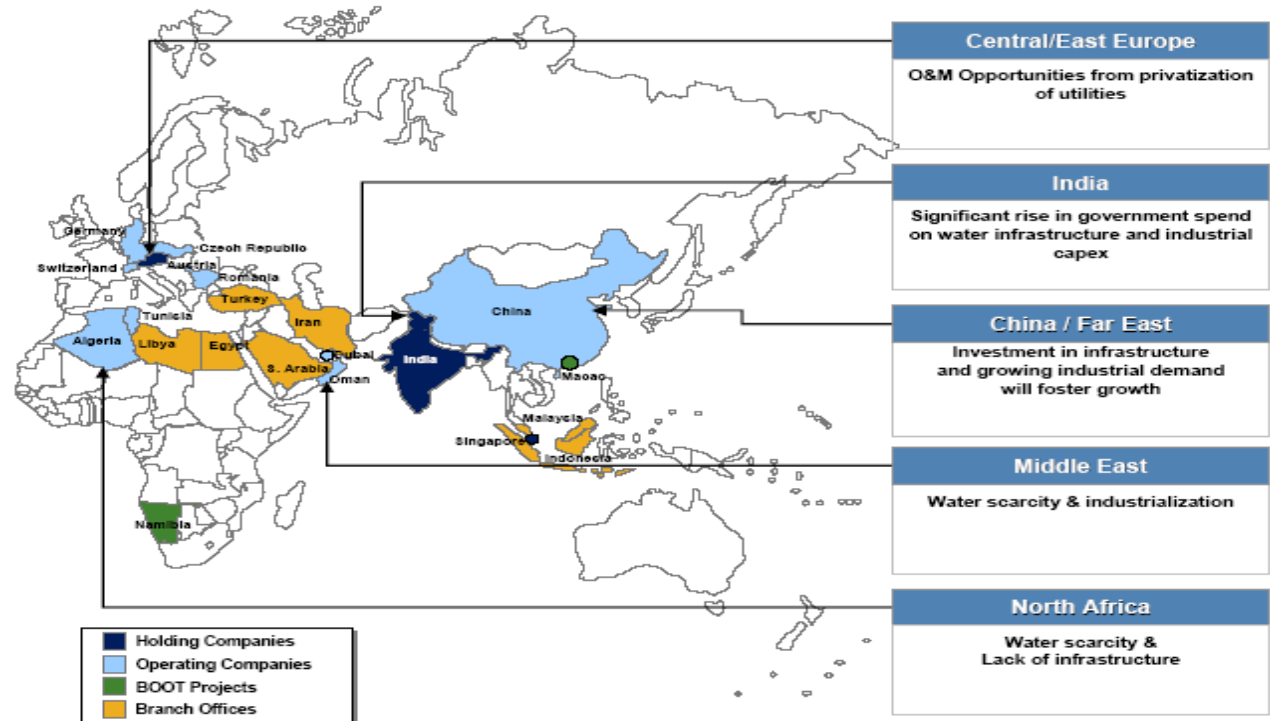 Central/East Europe
O&M Opportunities from privatization
of utilities
India
Significant rise in government spend
on water infrastructure and industrial
capex
China / Far East
Investment in infrastructure
and growing industrial demand
will foster growth
Middle East
Water scarcity & industrialization
North Africa
Water scarcity &
Lack of infrastructure
Germany
Czech Republic
Switzerland
Austria
Romania
Turkey
Tunicia
Iran
China
Algeria
Libya
Egypt
Dubai
India
S. Arabia
Oman
Macao
Malaysia
Singapore
Indonesia
Namibia
Holding Companies
Operating Companies
BOOT Projects
Branch Offices